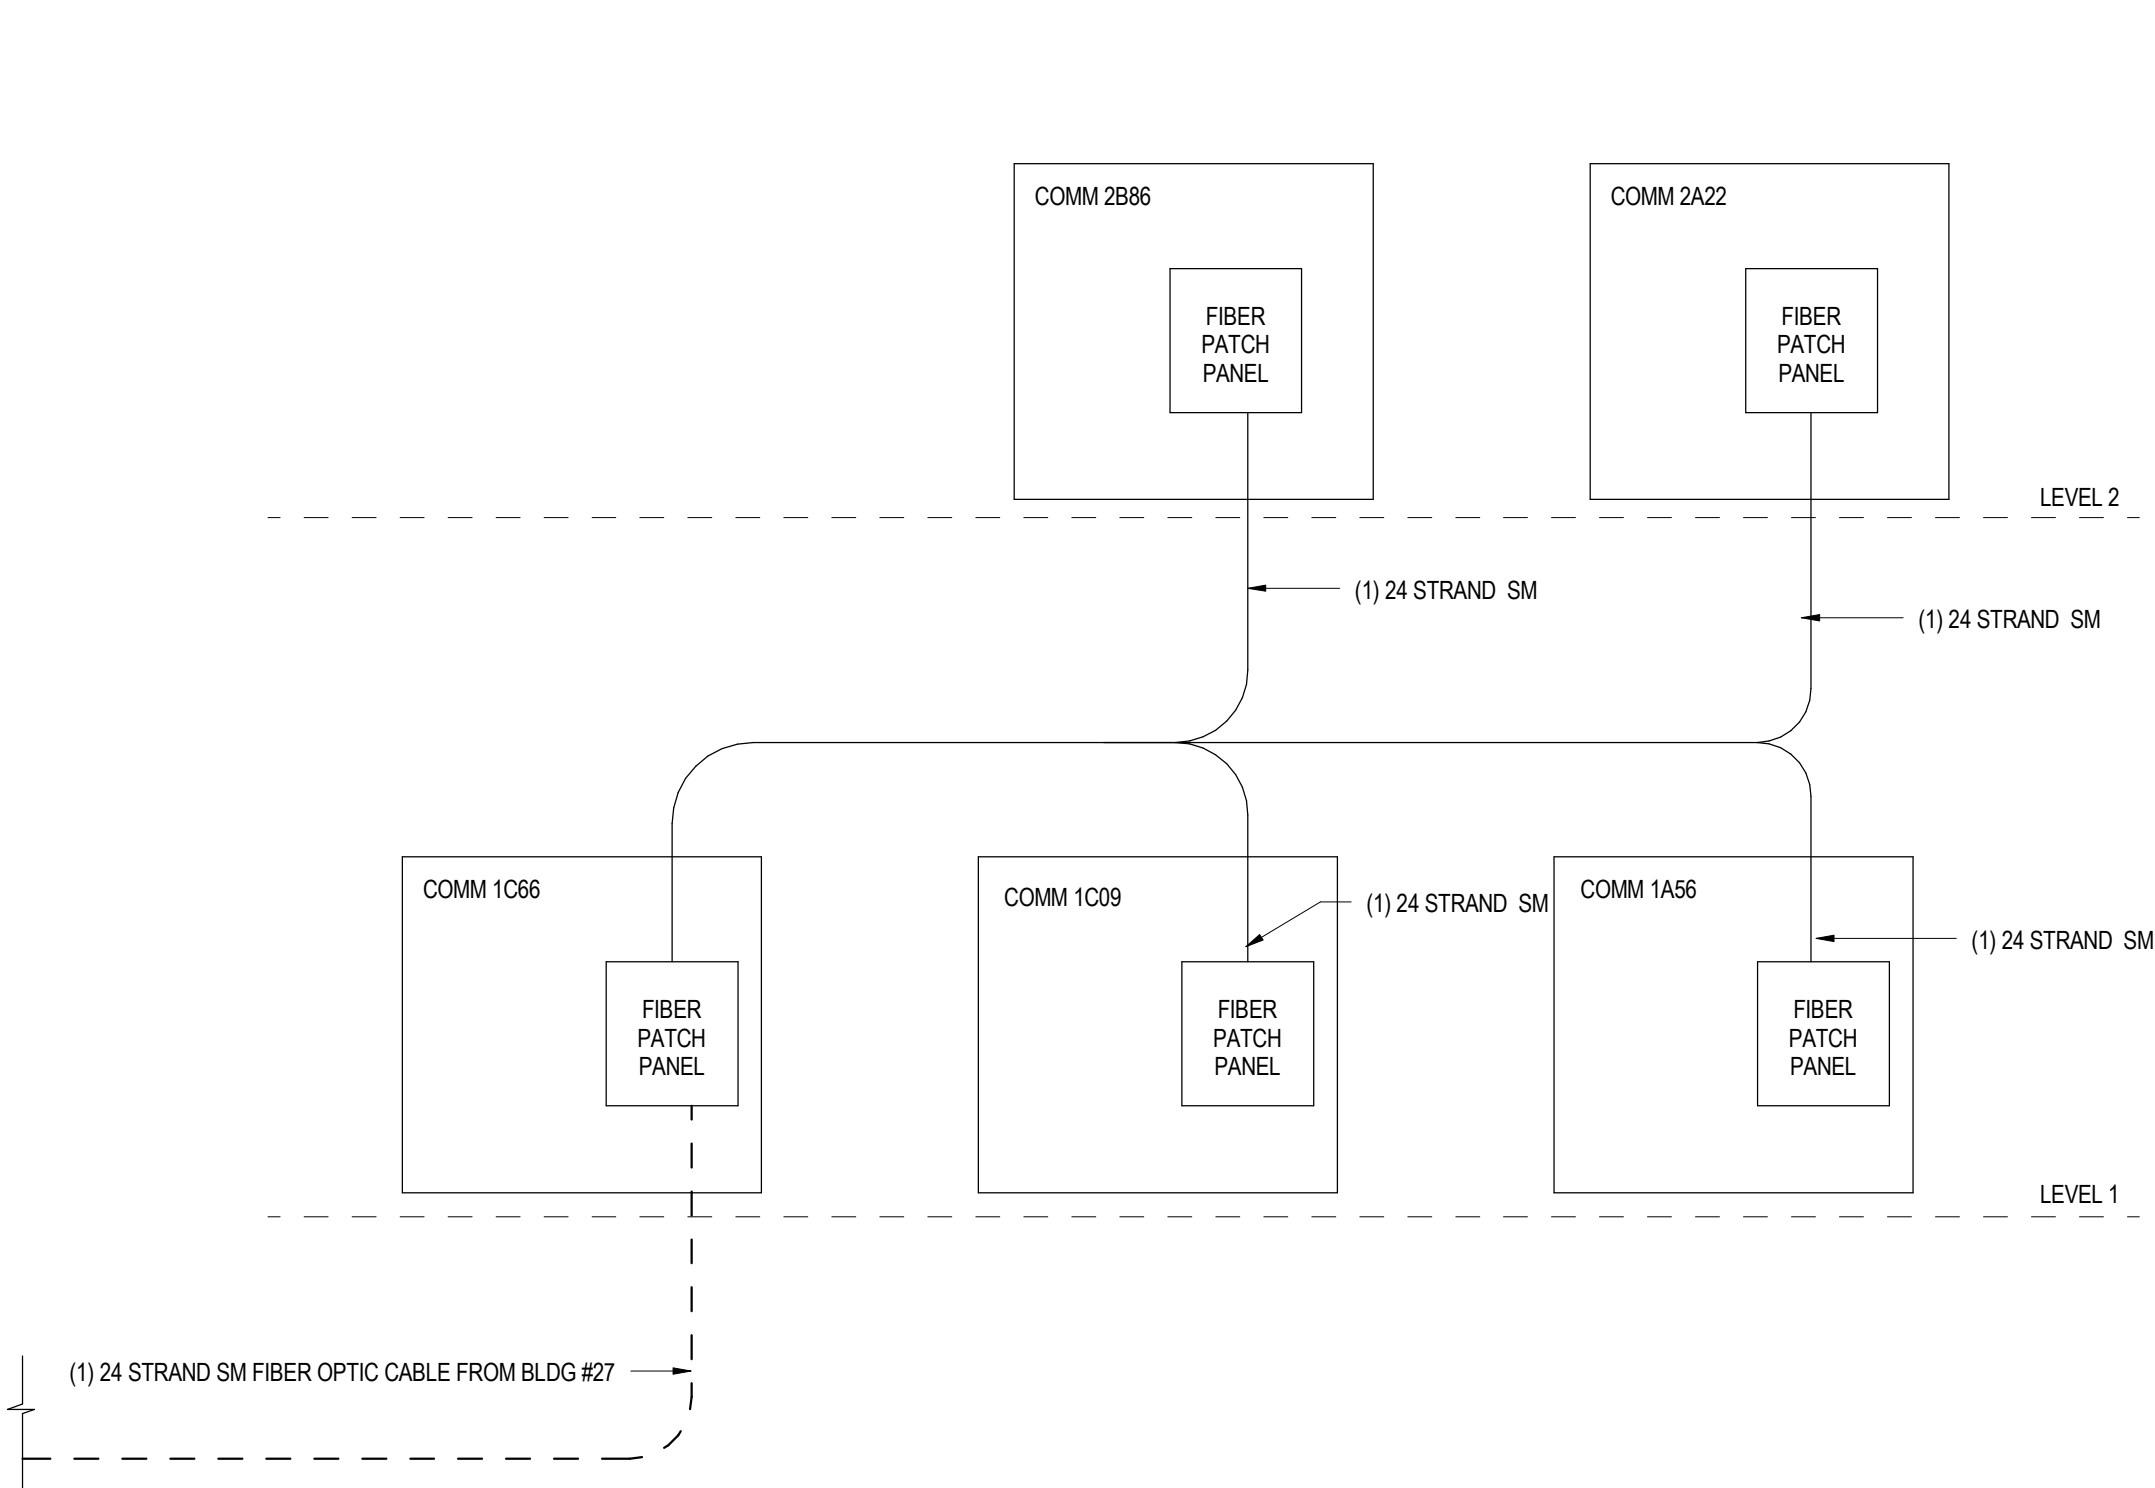 COMM 2B86
COMM 2A22
FIBER
PATCH
PANEL
FIBER
PATCH
PANEL
LEVEL 2
(1) 24 STRAND  SM
(1) 24 STRAND  SM
COMM 1C66
COMM 1C09
(1) 24 STRAND  SM
COMM 1A56
(1) 24 STRAND  SM
FIBER
PATCH
PANEL
FIBER
PATCH
PANEL
FIBER
PATCH
PANEL
LEVEL 1
(1) 24 STRAND SM FIBER OPTIC CABLE FROM BLDG #27